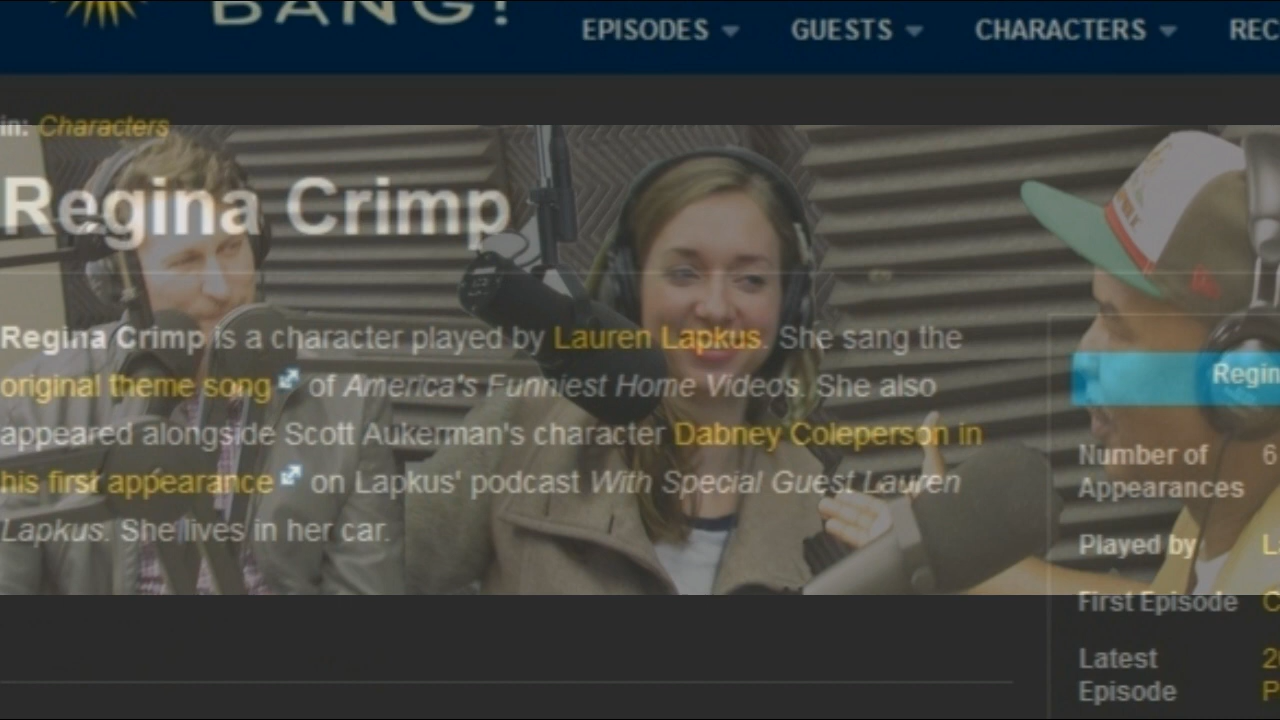 BANG!
EPISODES GUESTS CHARACTERS REC
in: Characters
Regina Crimp
Regina Crimp is a character played by Lauren Lapkus. She sang the
original theme song of America's Funniest Home Videos. She also
appeared alongside Scott Aukerman's character Dabney Coleperson in
his first appearance on Lapkus' podcast With Special Guest Lauren
Lapkus. She lives in her car.
Regin
Number of 6
Appearances
Played by L
First Episode
Latest 2
Episode P